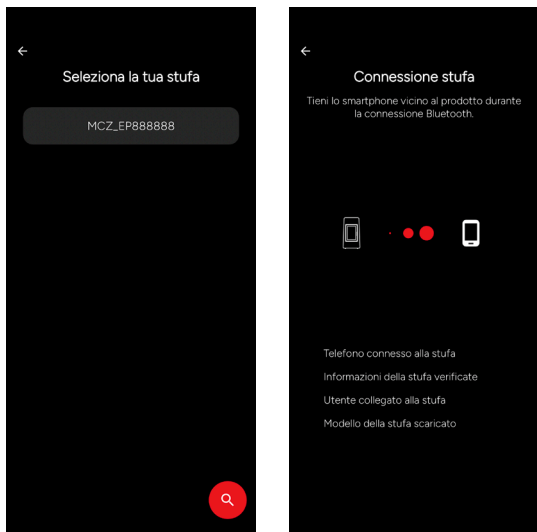 Seleziona la tua stufa
MCZ_EP888888
Connessione stufa
Tieni lo smartphone vicino al prodotto durante
la connessione Bluetooth.
Telefono connesso alla stufa
Informazioni della stufa verificate
Utente collegato alla stufa
Modello della stufa scaricato